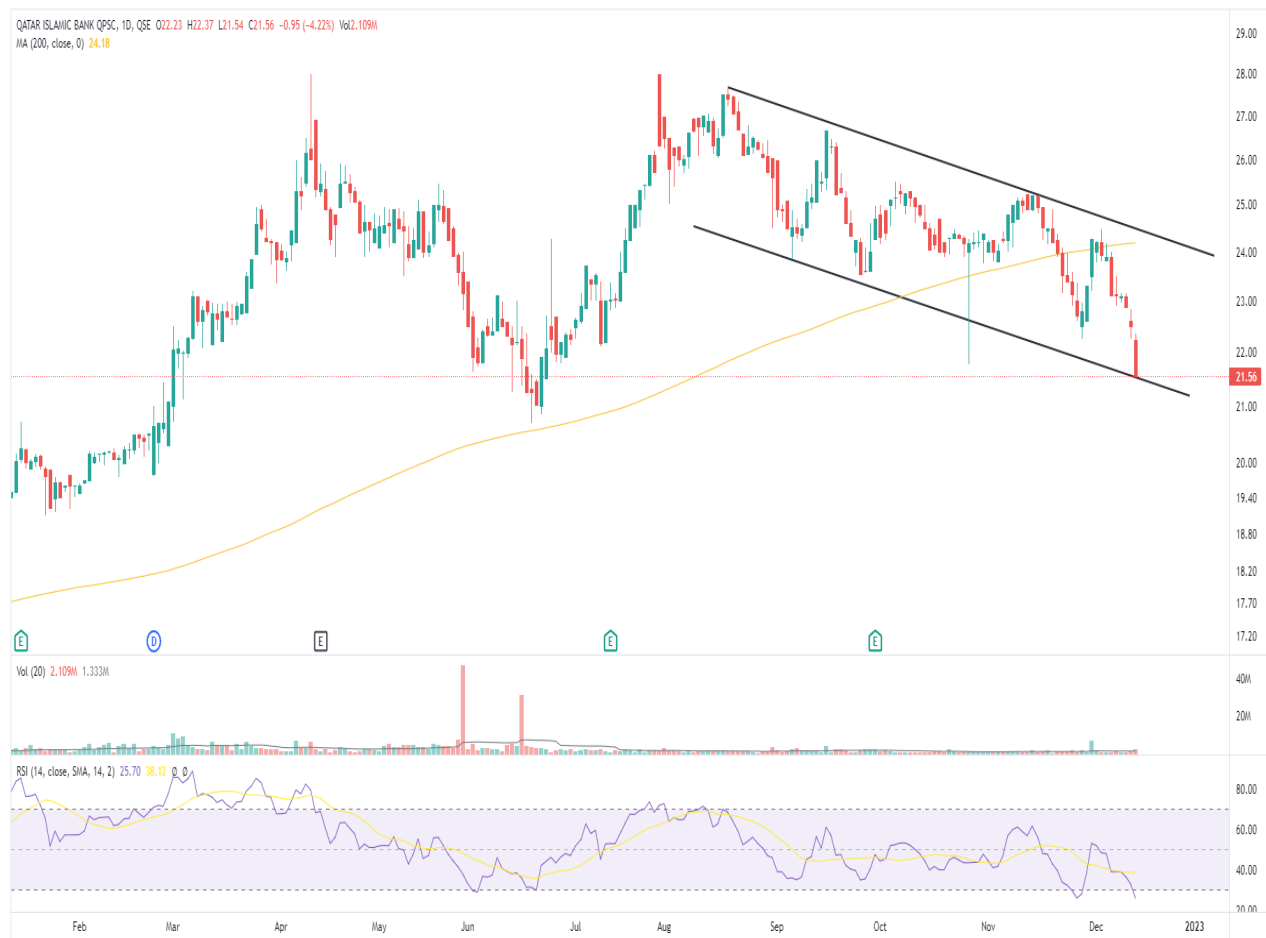 QATAR ISLAMIC BANK QPSC, 1D, QSE O22.23 H22.37 L21.54 C21.56 −0.95 (−4.22%) Vol2.109M
MA (200, close, 0) 24.18
29.00
28.00
27.00
26.00
25.00
24.00
23.00
22.00
21.56
21.00
20.00
19.40
18.80
18.20
17.70
17.20
E
D
E
E
E
Vol (20) 2.109M 1.333M
40M
20M
RSI (14, close, SMA, 14, 2) 25.70 38.12 Ø Ø
80.00
60.00
40.00
20.00
Feb Mar Apr May Jun Jul Aug Sep Oct Nov Dec 2023